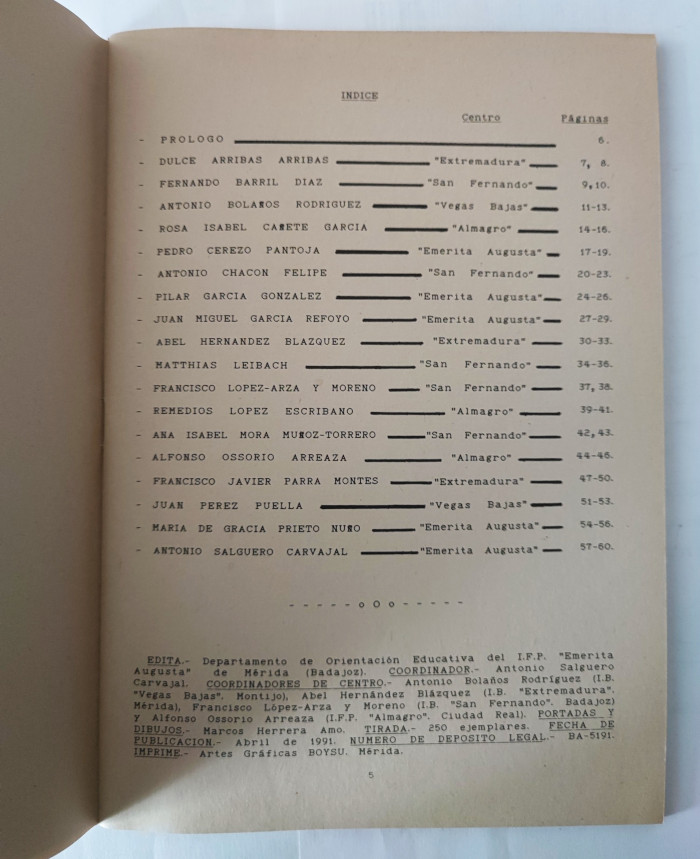 INDICE
Centro Páginas
- PROLOGO 6.
- DULCE ARRIBAS ARRIBAS "Extremadura" 7, 8.
- FERNANDO BARRIL DIAZ "San Fernando" 9,10.
- ANTONIO BOLAÑOS RODRIGUEZ "Vegas Bajas" 11-13.
- ROSA ISABEL CAÑETE GARCIA "Almagro" 14-16.
- PEDRO CEREZO PANTOJA "Emerita Augusta" 17-19.
- ANTONIO CHACON FELIPE "San Fernando" 20-23.
- PILAR GARCIA GONZALEZ "Emerita Augusta" 24-26.
- JUAN MIGUEL GARCIA REFOYO "Emerita Augusta" 27-29.
- ABEL HERNANDEZ BLAZQUEZ "Extremadura" 30-33.
- MATTHIAS LEIBACH "San Fernando" 34-36.
- FRANCISCO LOPEZ-ARZA Y MORENO "San Fernando" 37,38.
- REMEDIOS LOPEZ ESCRIBANO "Almagro" 39-41.
- ANA ISABEL MORA MUÑOZ-TORRERO "San Fernando" 42,43.
- ALFONSO OSSORIO ARREAZA "Almagro" 44-46.
- FRANCISCO JAVIER PARRA MONTES "Extremadura" 47-50.
- JUAN PEREZ PUELLA "Vegas Bajas" 51-53.
- MARIA DE GRACIA PRIETO NUÑO "Emerita Augusta" 54-56.
- ANTONIO SALGUERO CARVAJAL "Emerita Augusta" 57-60.
- - - - - o O o - - - - -
EDITA.- Departamento de Orientación Educativa del I.F.P. "Emerita
Augusta" de Mérida (Badajoz). COORDINADOR.- Antonio Salguero
Carvajal. COORDINADORES DE CENTRO.- Antonio Bolaños Rodríguez (I.B.
"Vegas Bajas". Montijo), Abel Hernández Blázquez (I.B. "Extremadura".
Mérida), Francisco López-Arza y Moreno (I.B. "San Fernando". Badajoz)
y Alfonso Ossorio Arreaza (I.F.P. "Almagro". Ciudad Real). PORTADAS Y
DIBUJOS.- Marcos Herrera Amo. TIRADA.- 250 ejemplares. FECHA DE
PUBLICACION.- Abril de 1991. NUMERO DE DEPOSITO LEGAL.- BA-5191.
IMPRIME.- Artes Gráficas BOYSU. Mérida.
5